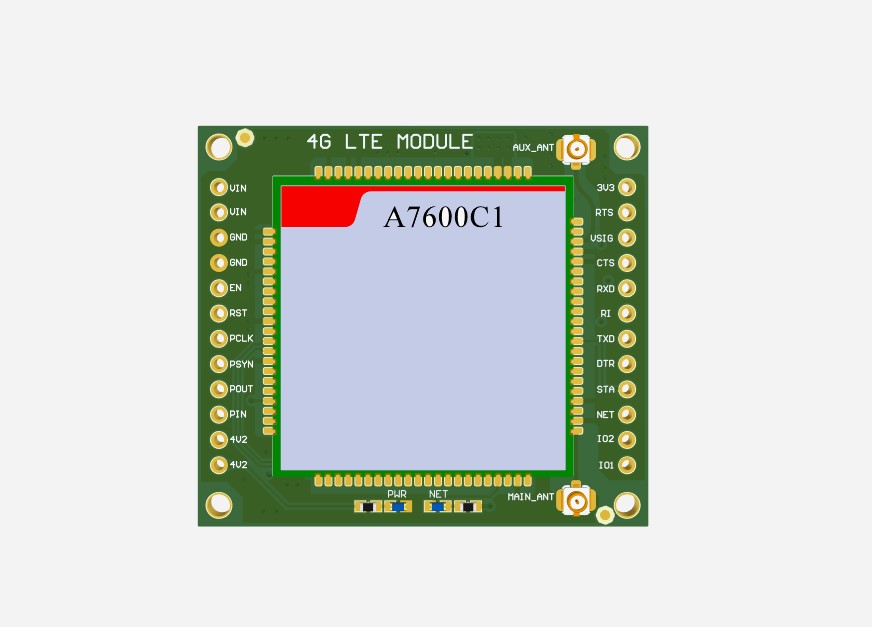 4G LTE MODULE
AUX_ANT
A7600C1
VIN
VIN
GND
GND
EN
RST
PCLK
PSYN
POUT
PIN
4V2
4V2
3V3
RTS
VSIG
CTS
RXD
RI
TXD
DTR
STA
NET
IO2
IO1
PWR NET
MAIN_ANT